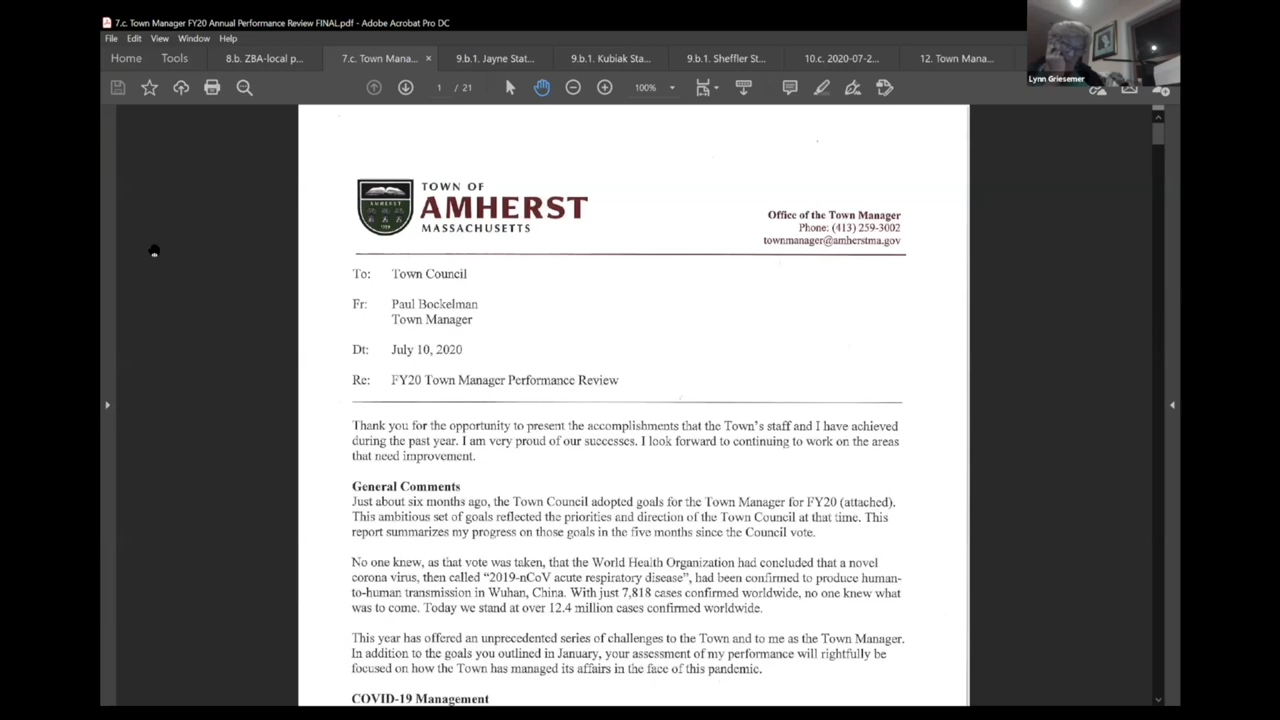 7.c. Town Manager FY20 Annual Performance Review FINAL.pdf - Adobe Acrobat Pro DC
File Edit View Window Help
Home Tools 8.b. ZBA-local p... 7.c. Town Mana... × 9.b.1. Jayne Stat... 9.b.1. Kubiak Sta... 9.b.1. Sheffler St... 10.c. 2020-07-2... 12. Town Mana...
Lynn Griesemer
1 / 21 100%
TOWN OF
AMHERST
MASSACHUSETTS
Office of the Town Manager
Phone: (413) 259-3002
townmanager@amherstma.gov
To: Town Council
Fr: Paul Bockelman
Town Manager
Dt: July 10, 2020
Re: FY20 Town Manager Performance Review
Thank you for the opportunity to present the accomplishments that the Town's staff and I have achieved
during the past year. I am very proud of our successes. I look forward to continuing to work on the areas
that need improvement.
General Comments
Just about six months ago, the Town Council adopted goals for the Town Manager for FY20 (attached).
This ambitious set of goals reflected the priorities and direction of the Town Council at that time. This
report summarizes my progress on those goals in the five months since the Council vote.
No one knew, as that vote was taken, that the World Health Organization had concluded that a novel
corona virus, then called "2019-nCoV acute respiratory disease", had been confirmed to produce human-
to-human transmission in Wuhan, China. With just 7,818 cases confirmed worldwide, no one knew what
was to come. Today we stand at over 12.4 million cases confirmed worldwide.
This year has offered an unprecedented series of challenges to the Town and to me as the Town Manager.
In addition to the goals you outlined in January, your assessment of my performance will rightfully be
focused on how the Town has managed its affairs in the face of this pandemic.
COVID-19 Management